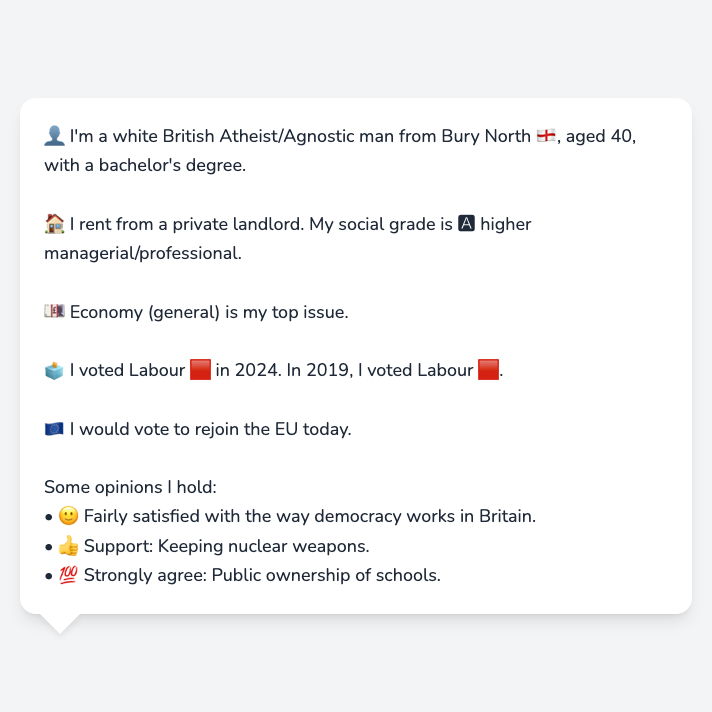 👤 I'm a white British Atheist/Agnostic man from Bury North 🏴󠁧󠁢󠁥󠁮󠁧󠁿, aged 40,
with a bachelor's degree.
🏠 I rent from a private landlord. My social grade is 🅰 higher
managerial/professional.
💷 Economy (general) is my top issue.
🗳️ I voted Labour 🟥 in 2024. In 2019, I voted Labour 🟥.
🇪🇺 I would vote to rejoin the EU today.
Some opinions I hold:
• 🙂 Fairly satisfied with the way democracy works in Britain.
• 👍 Support: Keeping nuclear weapons.
• 💯 Strongly agree: Public ownership of schools.